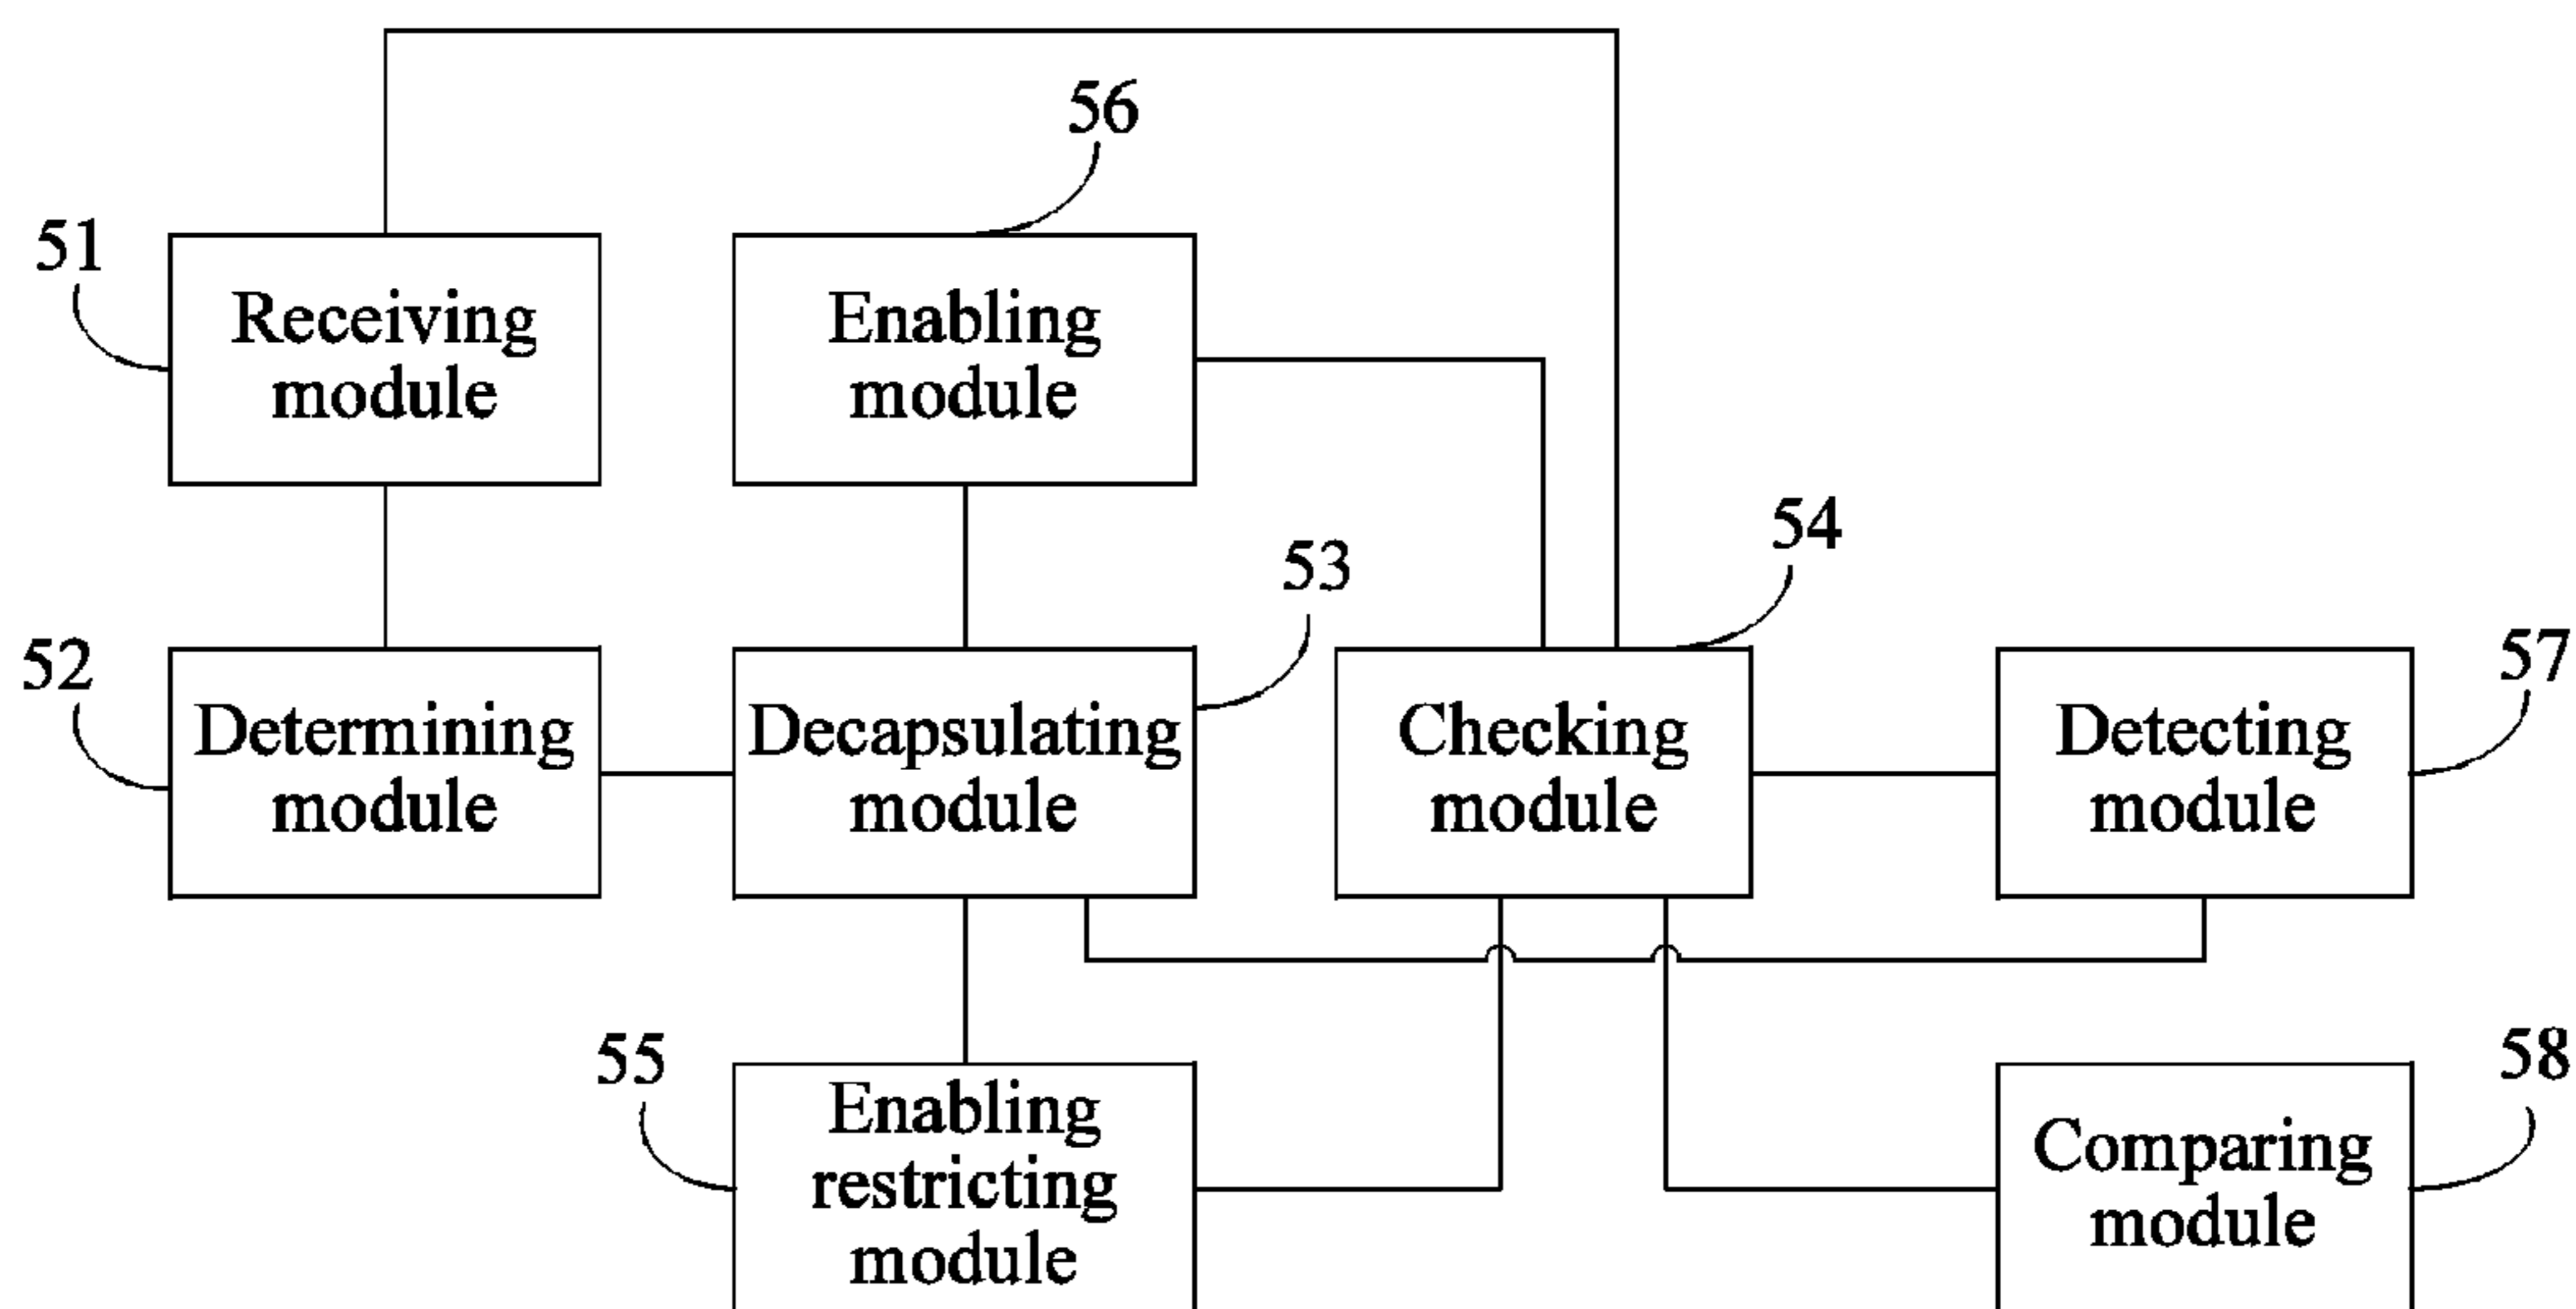 56
51
Receiving
module
Enabling
module
54
53
52
Determining
module
Decapsulating
module
Checking
module
Detecting
module
57
55
Enabling
restricting
module
Comparing
module
58